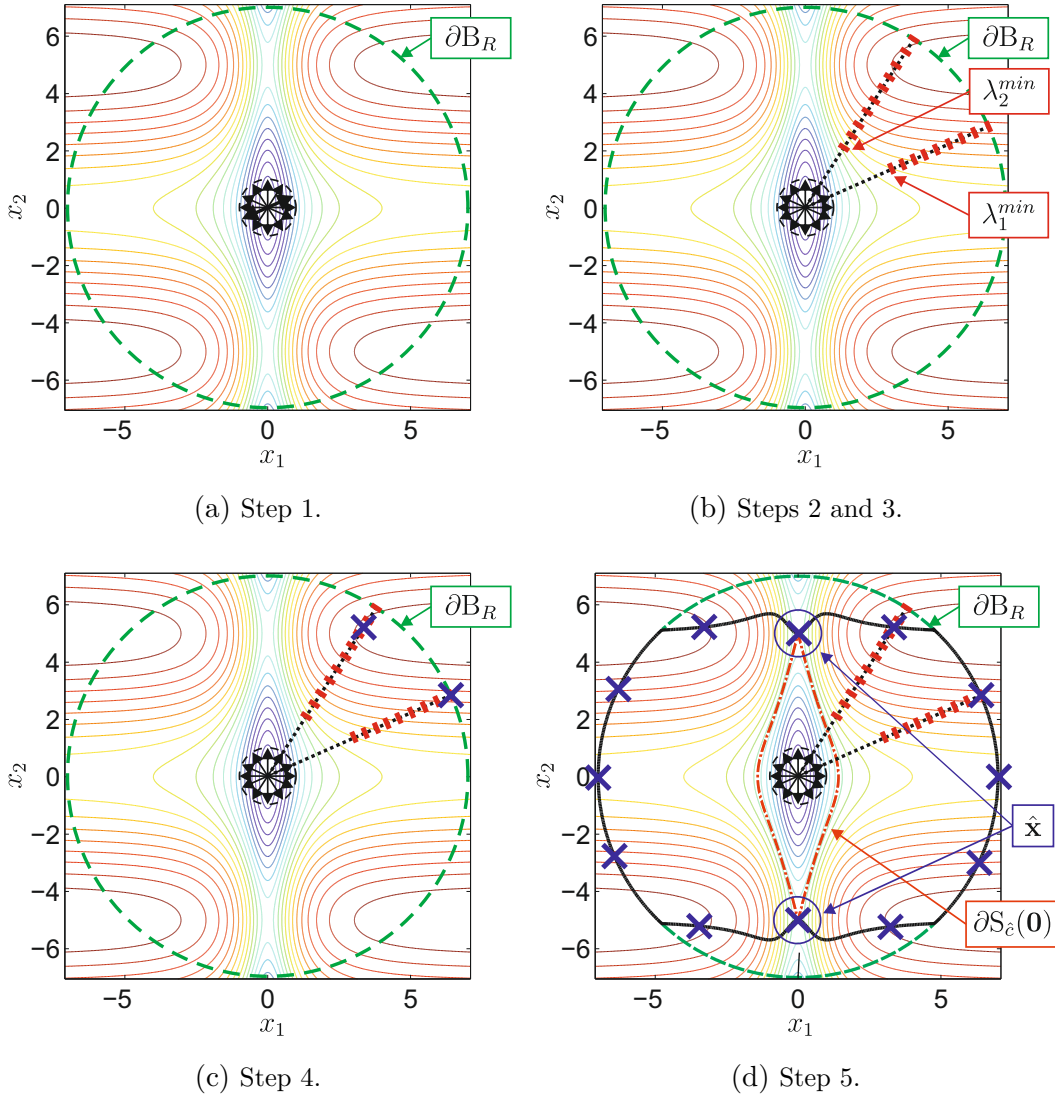 6
4
2
0
−2
−4
−6
x₂
−5
0
5
x₁
∂B_R
(a) Step 1.
6
4
2
0
−2
−4
−6
x₂
−5
0
5
x₁
∂B_R
λ₂^{min}
λ₁^{min}
(b) Steps 2 and 3.
6
4
2
0
−2
−4
−6
x₂
−5
0
5
x₁
∂B_R
(c) Step 4.
6
4
2
0
−2
−4
−6
x₂
−5
0
5
x₁
∂B_R
x̂
∂S_ĉ(0)
(d) Step 5.